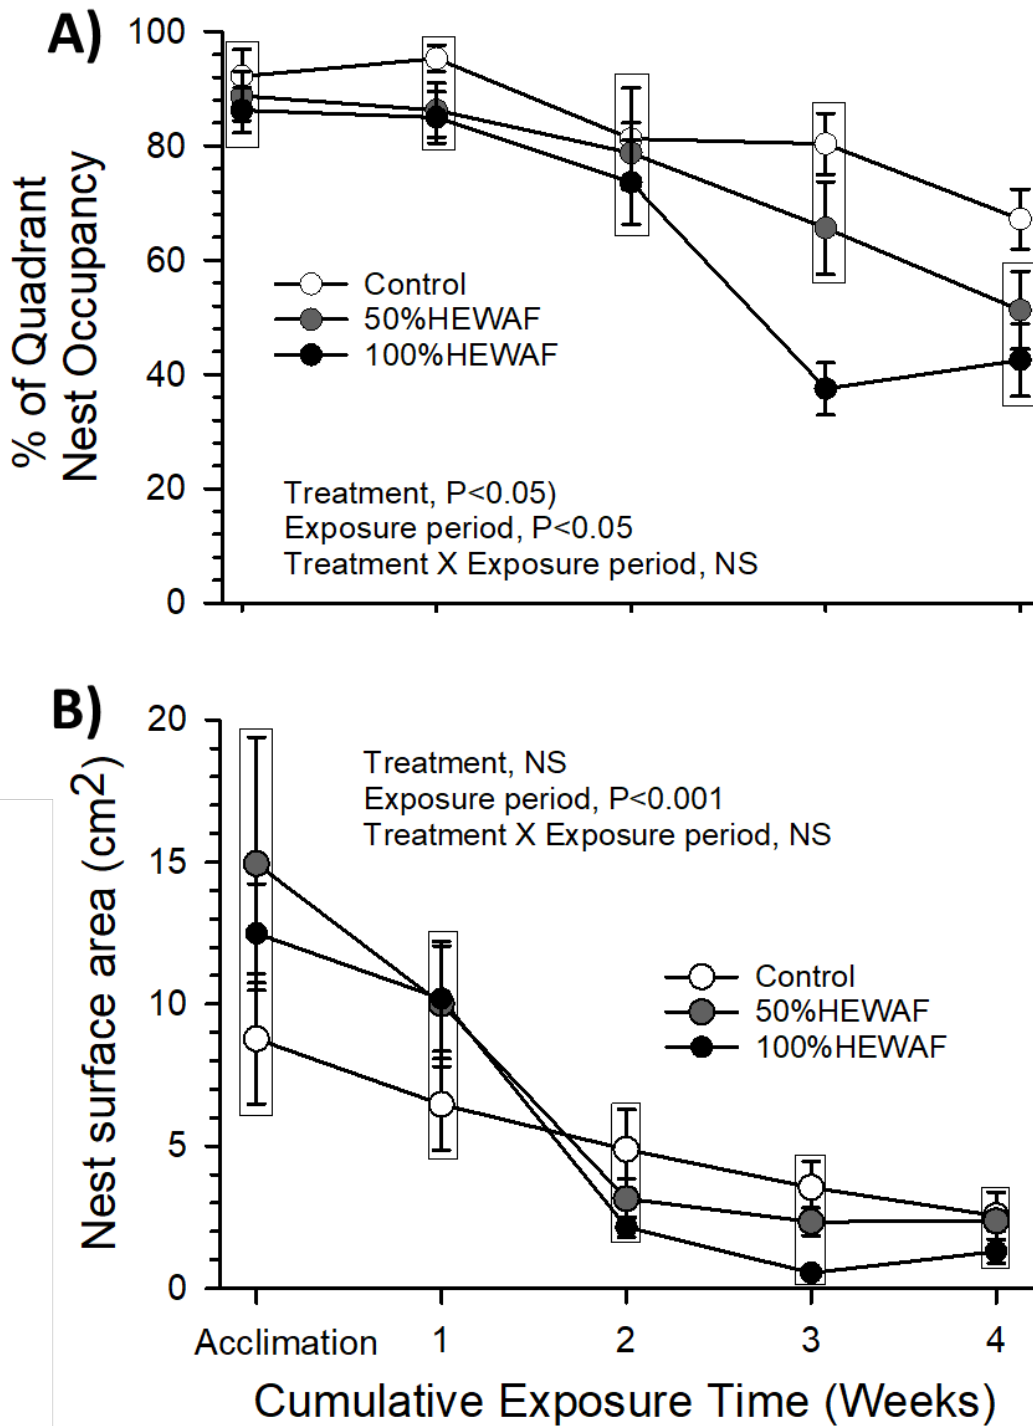 A)
100
80
60
40
20
0
% of Quadrant
Nest Occupancy
Control
50%HEWAF
100%HEWAF
Treatment, P<0.05)
Exposure period, P<0.05
Treatment X Exposure period, NS
B)
20
15
10
5
0
Nest surface area (cm2)
Treatment, NS
Exposure period, P<0.001
Treatment X Exposure period, NS
Control
50%HEWAF
100%HEWAF
Acclimation 1 2 3 4
Cumulative Exposure Time (Weeks)